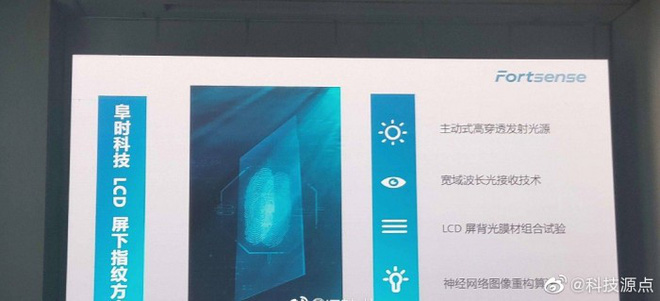 Fortsense
阜时科技 LCD 屏下指纹方
主动式高穿透发射光源
宽域波长光接收技术
LCD 屏背光膜材组合试验
神经网络图像重构算
@科技源点